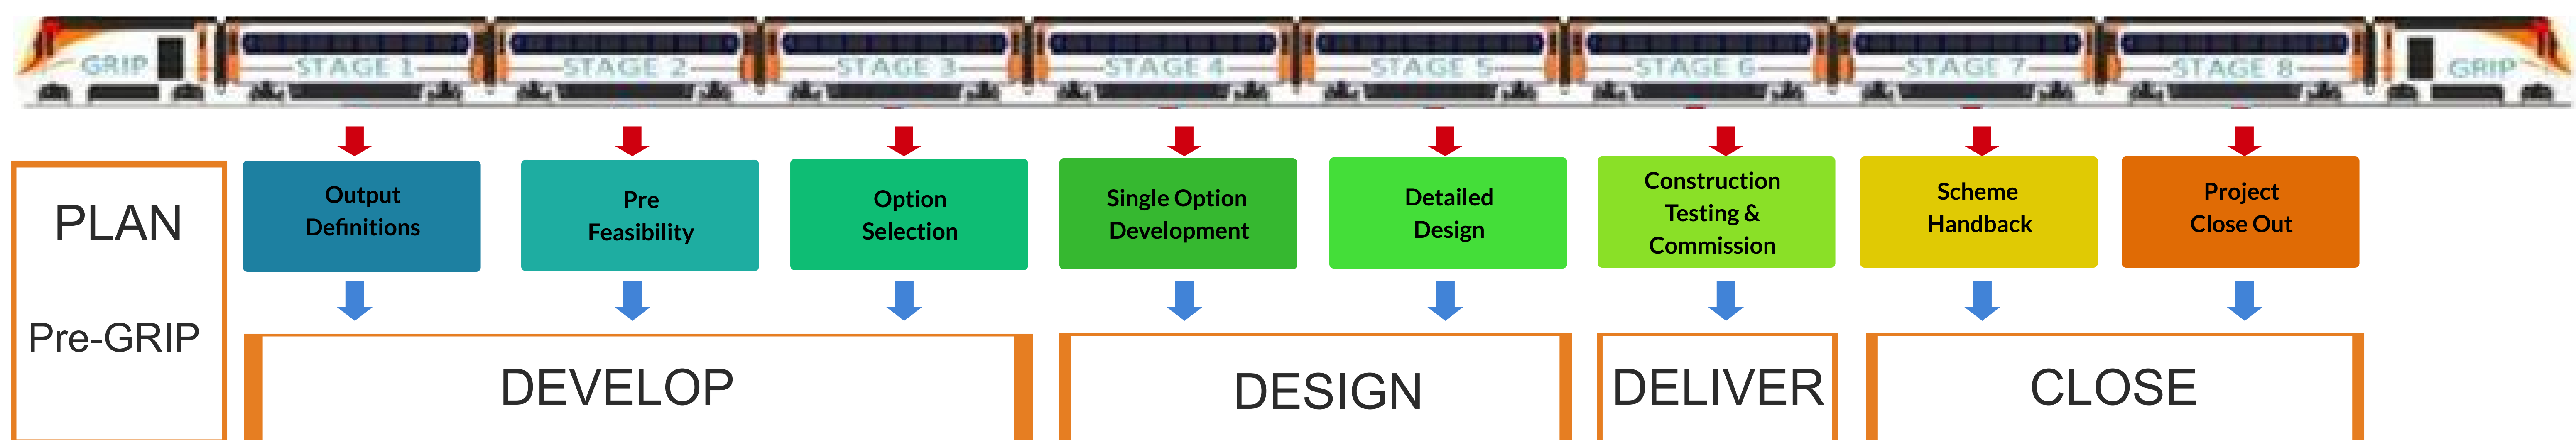 GRIP
STAGE 1
STAGE 2
STAGE 3
STAGE 4
STAGE 5
STAGE 6
STAGE 7
STAGE 8
GRIP
PLAN
Pre-GRIP
Output
Definitions
Pre
Feasibility
Option
Selection
Single Option
Development
Detailed
Design
Construction
Testing &
Commission
Scheme
Handback
Project
Close Out
DEVELOP
DESIGN
DELIVER
CLOSE